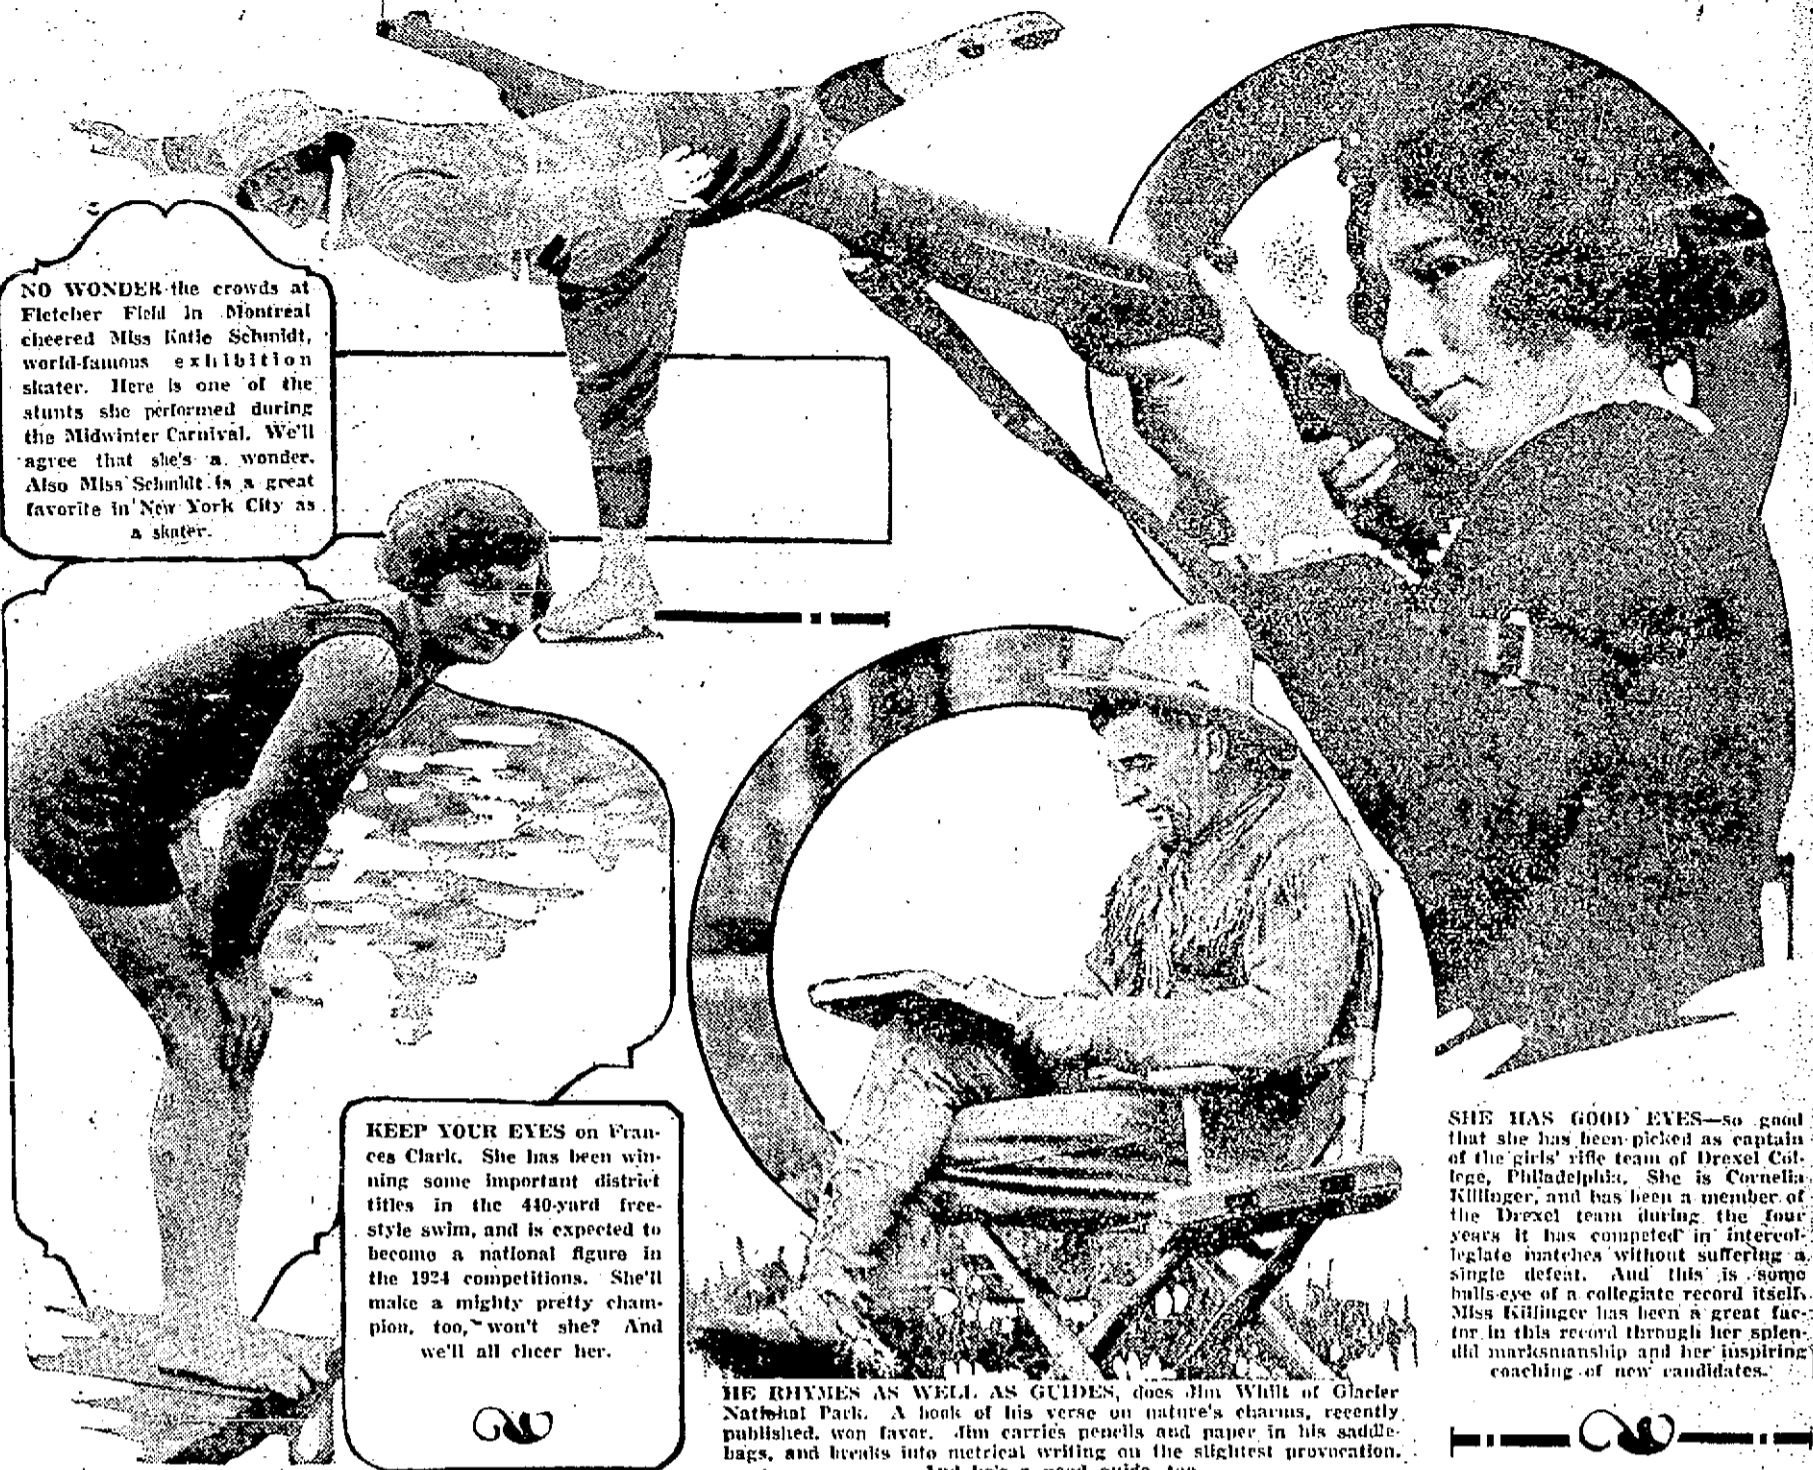 NO WONDER the crowds at
Fletcher Field in Montreal
cheered Miss Katie Schmidt,
world-famous exhibition
skater. Here is one of the
stunts she performed during
the Midwinter Carnival. We'll
agree that she's a wonder.
Also Miss Schmidt is a great
favorite in New York City as
a skater.
KEEP YOUR EYES on Fran-
ces Clark. She has been win-
ning some important district
titles in the 440-yard free-
style swim, and is expected to
become a national figure in
the 1924 competitions. She'll
make a mighty pretty cham-
pion, too, won't she? And
we'll all cheer her.
HE RHYMES AS WELL AS GUIDES, does Jim Whilt of Glacier
National Park. A book of his verse on nature's charms, recently
published, won favor. Jim carries pencils and paper in his saddle-
bags, and breaks into metrical writing on the slightest provocation.
And he's a good guide, too.
SHE HAS GOOD EYES—so good
that she has been picked as captain
of the girls' rifle team of Drexel Col-
lege, Philadelphia. She is Cornelia
Killinger, and has been a member of
the Drexel team during the four
years it has competed in intercol-
legiate matches without suffering a
single defeat. And this is some
bulls-eye of a collegiate record itself.
Miss Killinger has been a great fac-
tor in this record through her splen-
did marksmanship and her inspiring
coaching of new candidates.